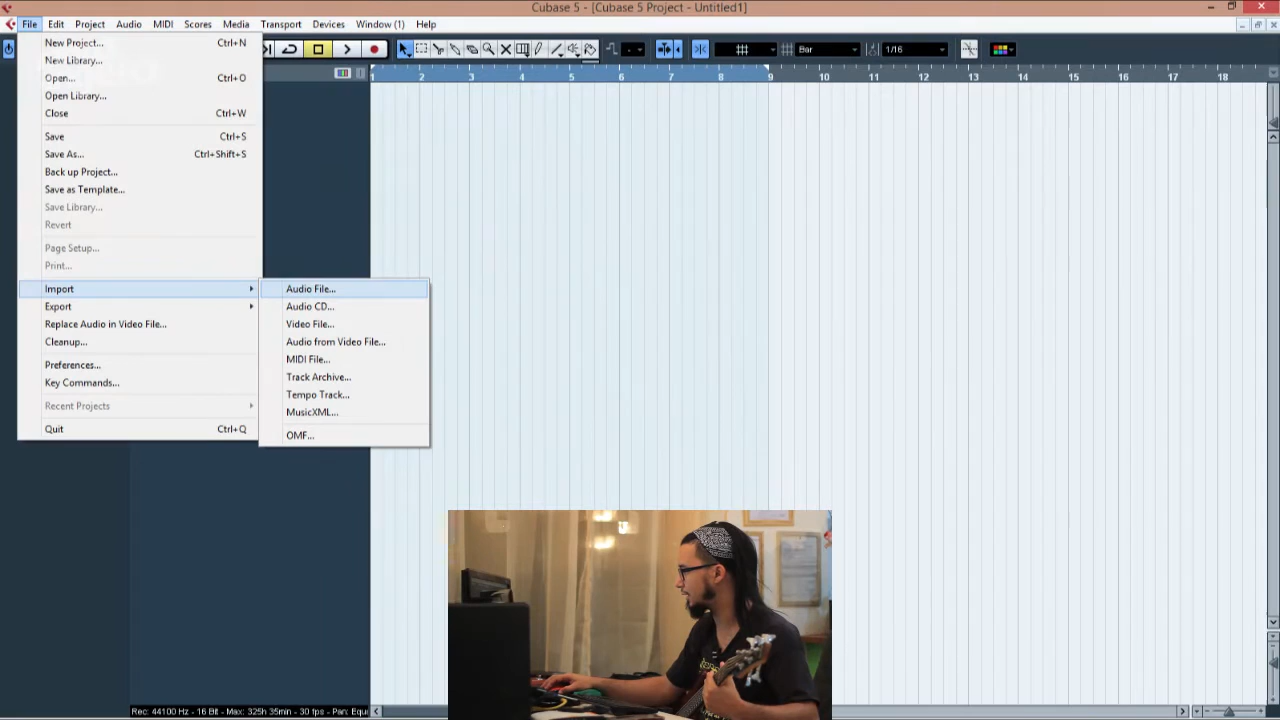 Cubase 5 - [Cubase 5 Project - Untitled1]
File Edit Project Audio MIDI Scores Media Transport Devices Window (1) Help
Bar 1/16
1 2 3 4 5 6 7 8 9 10 11 12 13 14 15 16 17 18
New Project... Ctrl+N
New Library...
Open... Ctrl+O
Open Library...
Close Ctrl+W
Save Ctrl+S
Save As... Ctrl+Shift+S
Back up Project...
Save as Template...
Save Library...
Revert
Page Setup...
Print...
Import
Export
Replace Audio in Video File...
Cleanup...
Preferences...
Key Commands...
Recent Projects
Quit Ctrl+Q
Audio File...
Audio CD...
Video File...
Audio from Video File...
MIDI File...
Track Archive...
Tempo Track...
MusicXML...
OMF...
Rec: 44100 Hz - 16 Bit - Max: 325h 35min - 30 fps - Pan: Equ